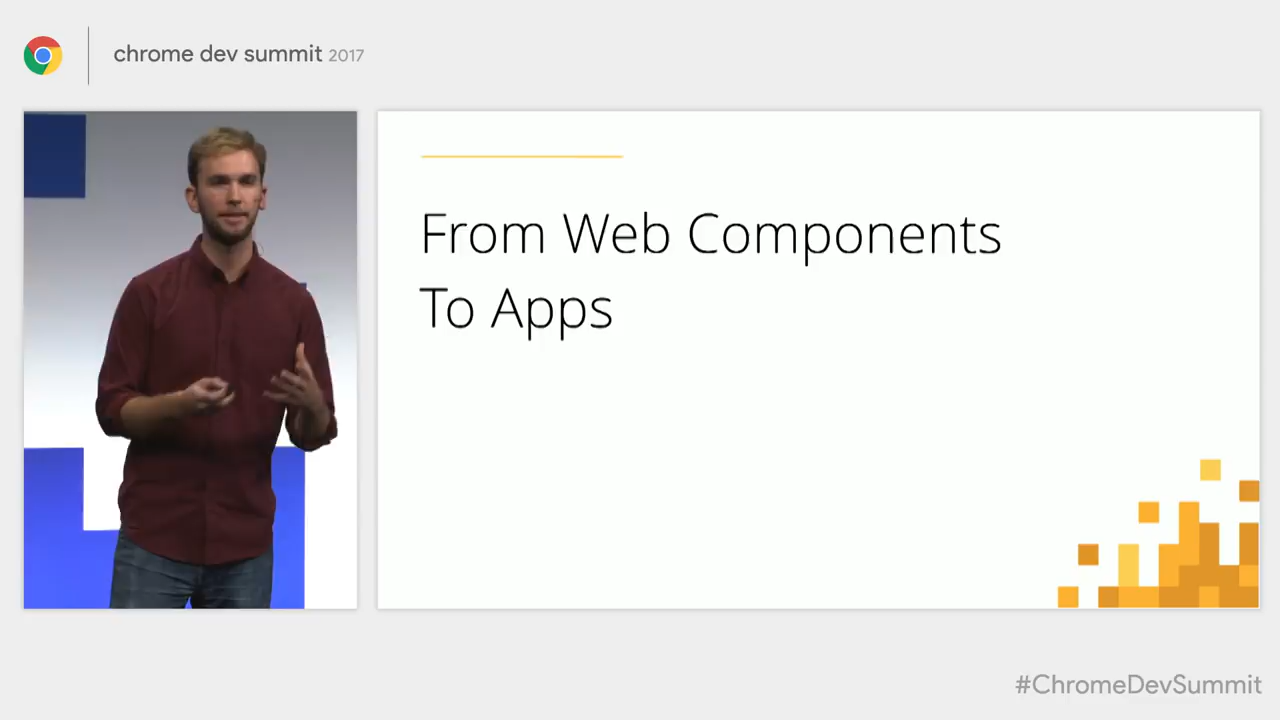 chrome dev summit 2017
From Web Components
To Apps
#ChromeDevSummit